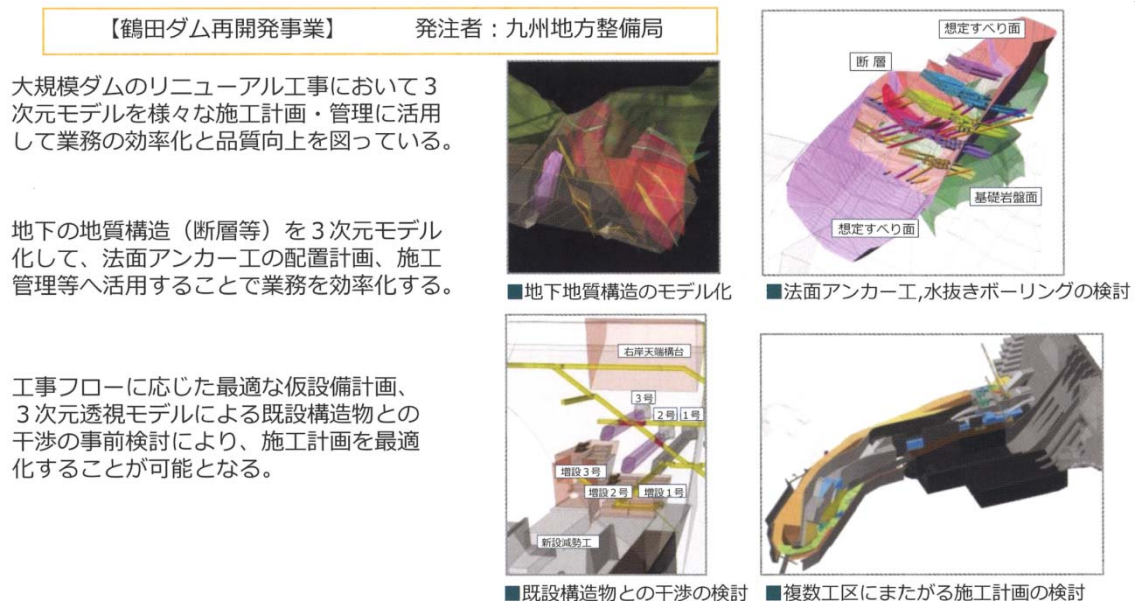 【鶴田ダム再開発事業】　発注者：九州地方整備局
大規模ダムのリニューアル工事において３
次元モデルを様々な施工計画・管理に活用
して業務の効率化と品質向上を図っている。
地下の地質構造（断層等）を３次元モデル
化して、法面アンカー工の配置計画、施工
管理等へ活用することで業務を効率化する。
工事フローに応じた最適な仮設備計画、
３次元透視モデルによる既設構造物との
干渉の事前検討により、施工計画を最適
化することが可能となる。
■地下地質構造のモデル化
想定すべり面
断層
基礎岩盤面
想定すべり面
■法面アンカー工,水抜きボーリングの検討
右岸天端構台
3号
2号
1号
増設3号
増設2号
増設1号
新設減勢工
■既設構造物との干渉の検討
■複数工区にまたがる施工計画の検討